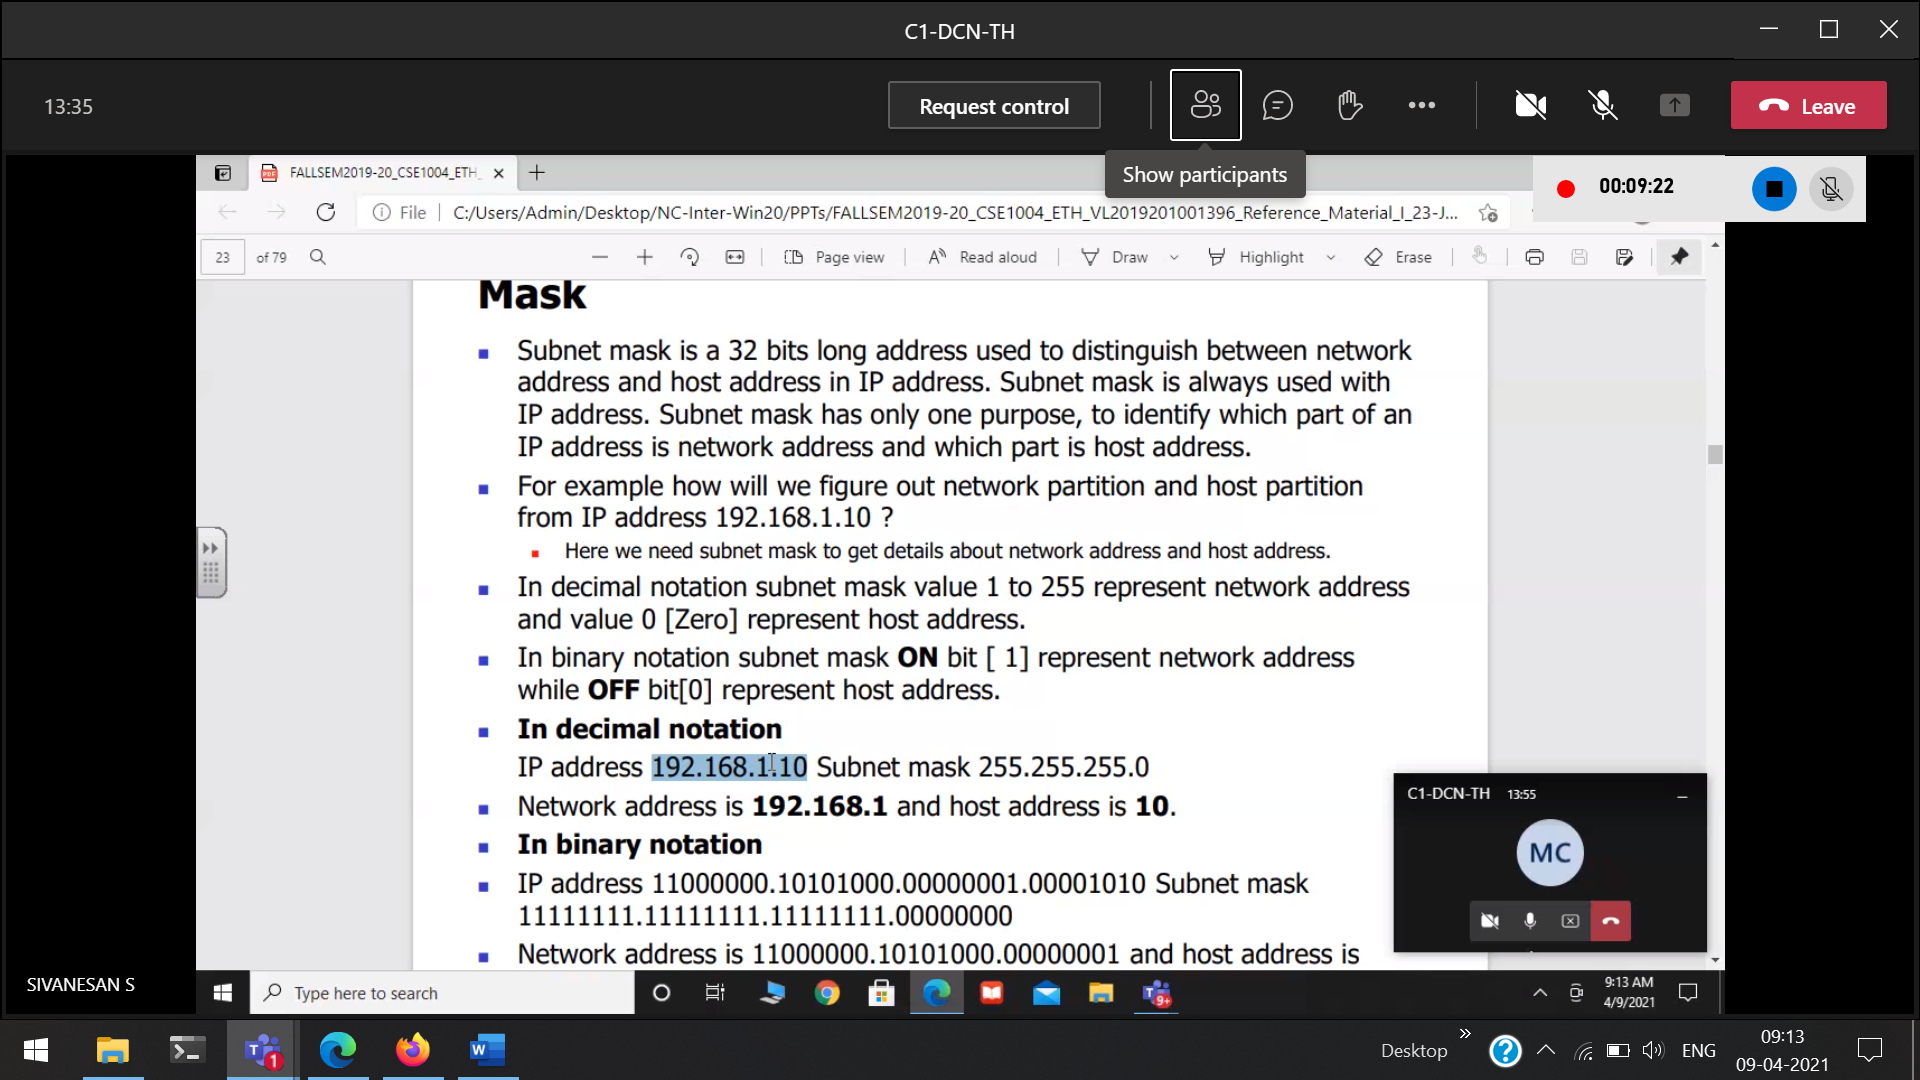 C1-DCN-TH
13:35
Request control
Leave
Show participants
FALLSEM2019-20_CSE1004_ETH_
00:09:22
File
C:/Users/Admin/Desktop/NC-Inter-Win20/PPTs/FALLSEM2019-20_CSE1004_ETH_VL2019201001396_Reference_Material_I_23-J...
23 of 79
Page view
Read aloud
Draw
Highlight
Erase
Mask
Subnet mask is a 32 bits long address used to distinguish between network
address and host address in IP address. Subnet mask is always used with
IP address. Subnet mask has only one purpose, to identify which part of an
IP address is network address and which part is host address.
For example how will we figure out network partition and host partition
from IP address 192.168.1.10 ?
Here we need subnet mask to get details about network address and host address.
In decimal notation subnet mask value 1 to 255 represent network address
and value 0 [Zero] represent host address.
In binary notation subnet mask ON bit [ 1] represent network address
while OFF bit[0] represent host address.
In decimal notation
IP address 192.168.1.10 Subnet mask 255.255.255.0
Network address is 192.168.1 and host address is 10.
In binary notation
IP address 11000000.10101000.00000001.00001010 Subnet mask
11111111.11111111.11111111.00000000
Network address is 11000000.10101000.00000001 and host address is
C1-DCN-TH 13:55
MC
SIVANESAN S
Type here to search
9+
9:13 AM
4/9/2021
1
Desktop
ENG
09:13
09-04-2021